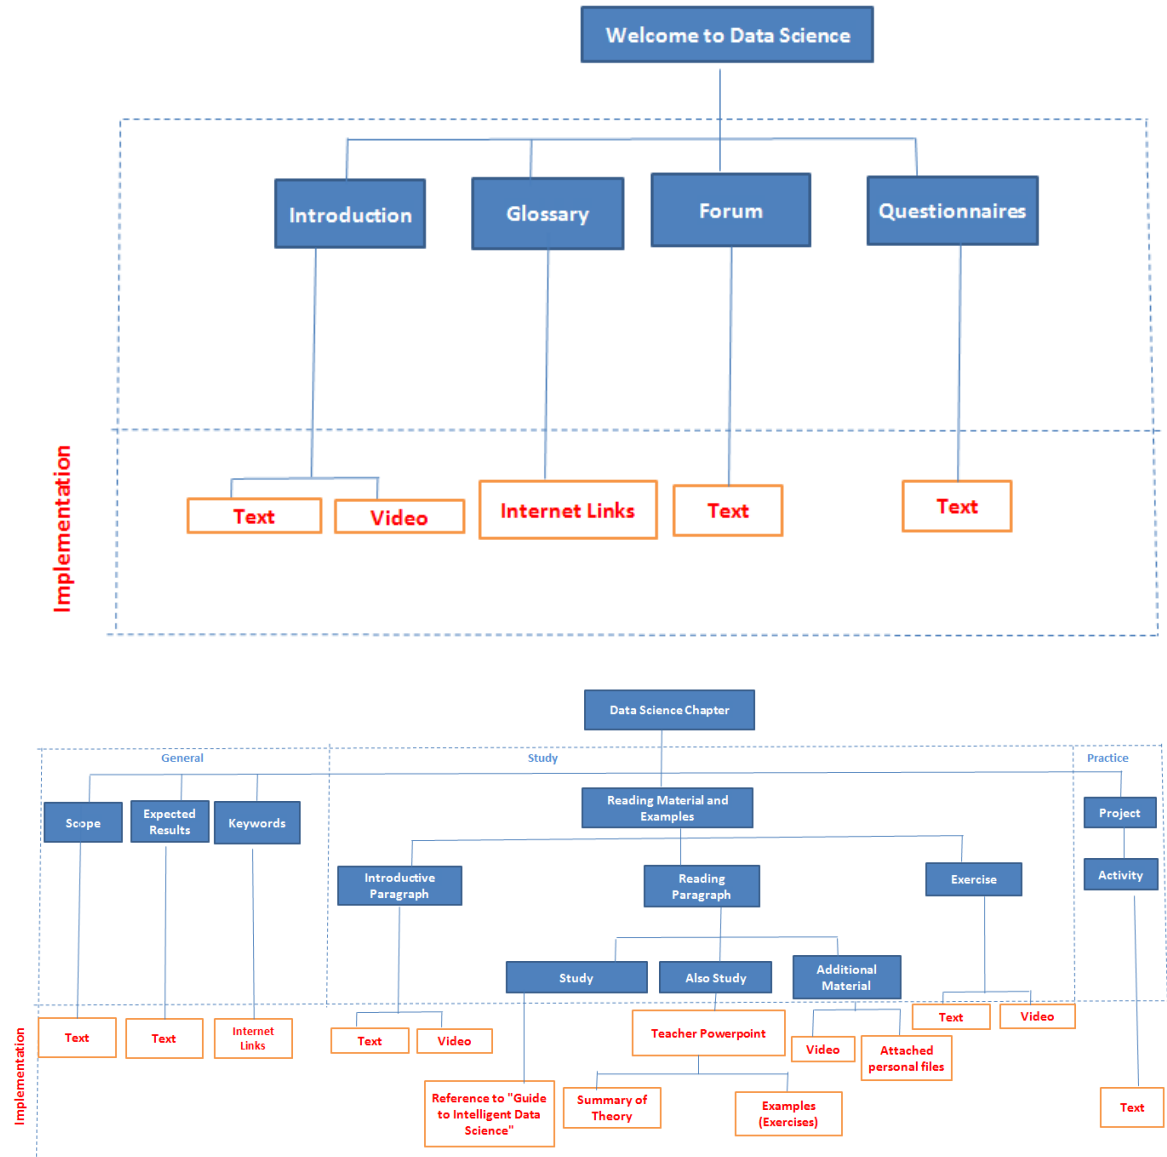 Welcome to Data Science
Introduction
Glossary
Forum
Questionnaires
Implementation
Text
Video
Internet Links
Text
Text
Data Science Chapter
General
Study
Practice
Scope
Expected
Results
Keywords
Reading Material and
Examples
Project
Introductive
Paragraph
Reading
Paragraph
Exercise
Activity
Study
Also Study
Additional
Material
Implementation
Text
Text
Internet
Links
Text
Video
Teacher Powerpoint
Video
Attached
personal files
Text
Video
Reference to "Guide
to Intelligent Data
Science"
Summary of
Theory
Examples
(Exercises)
Text